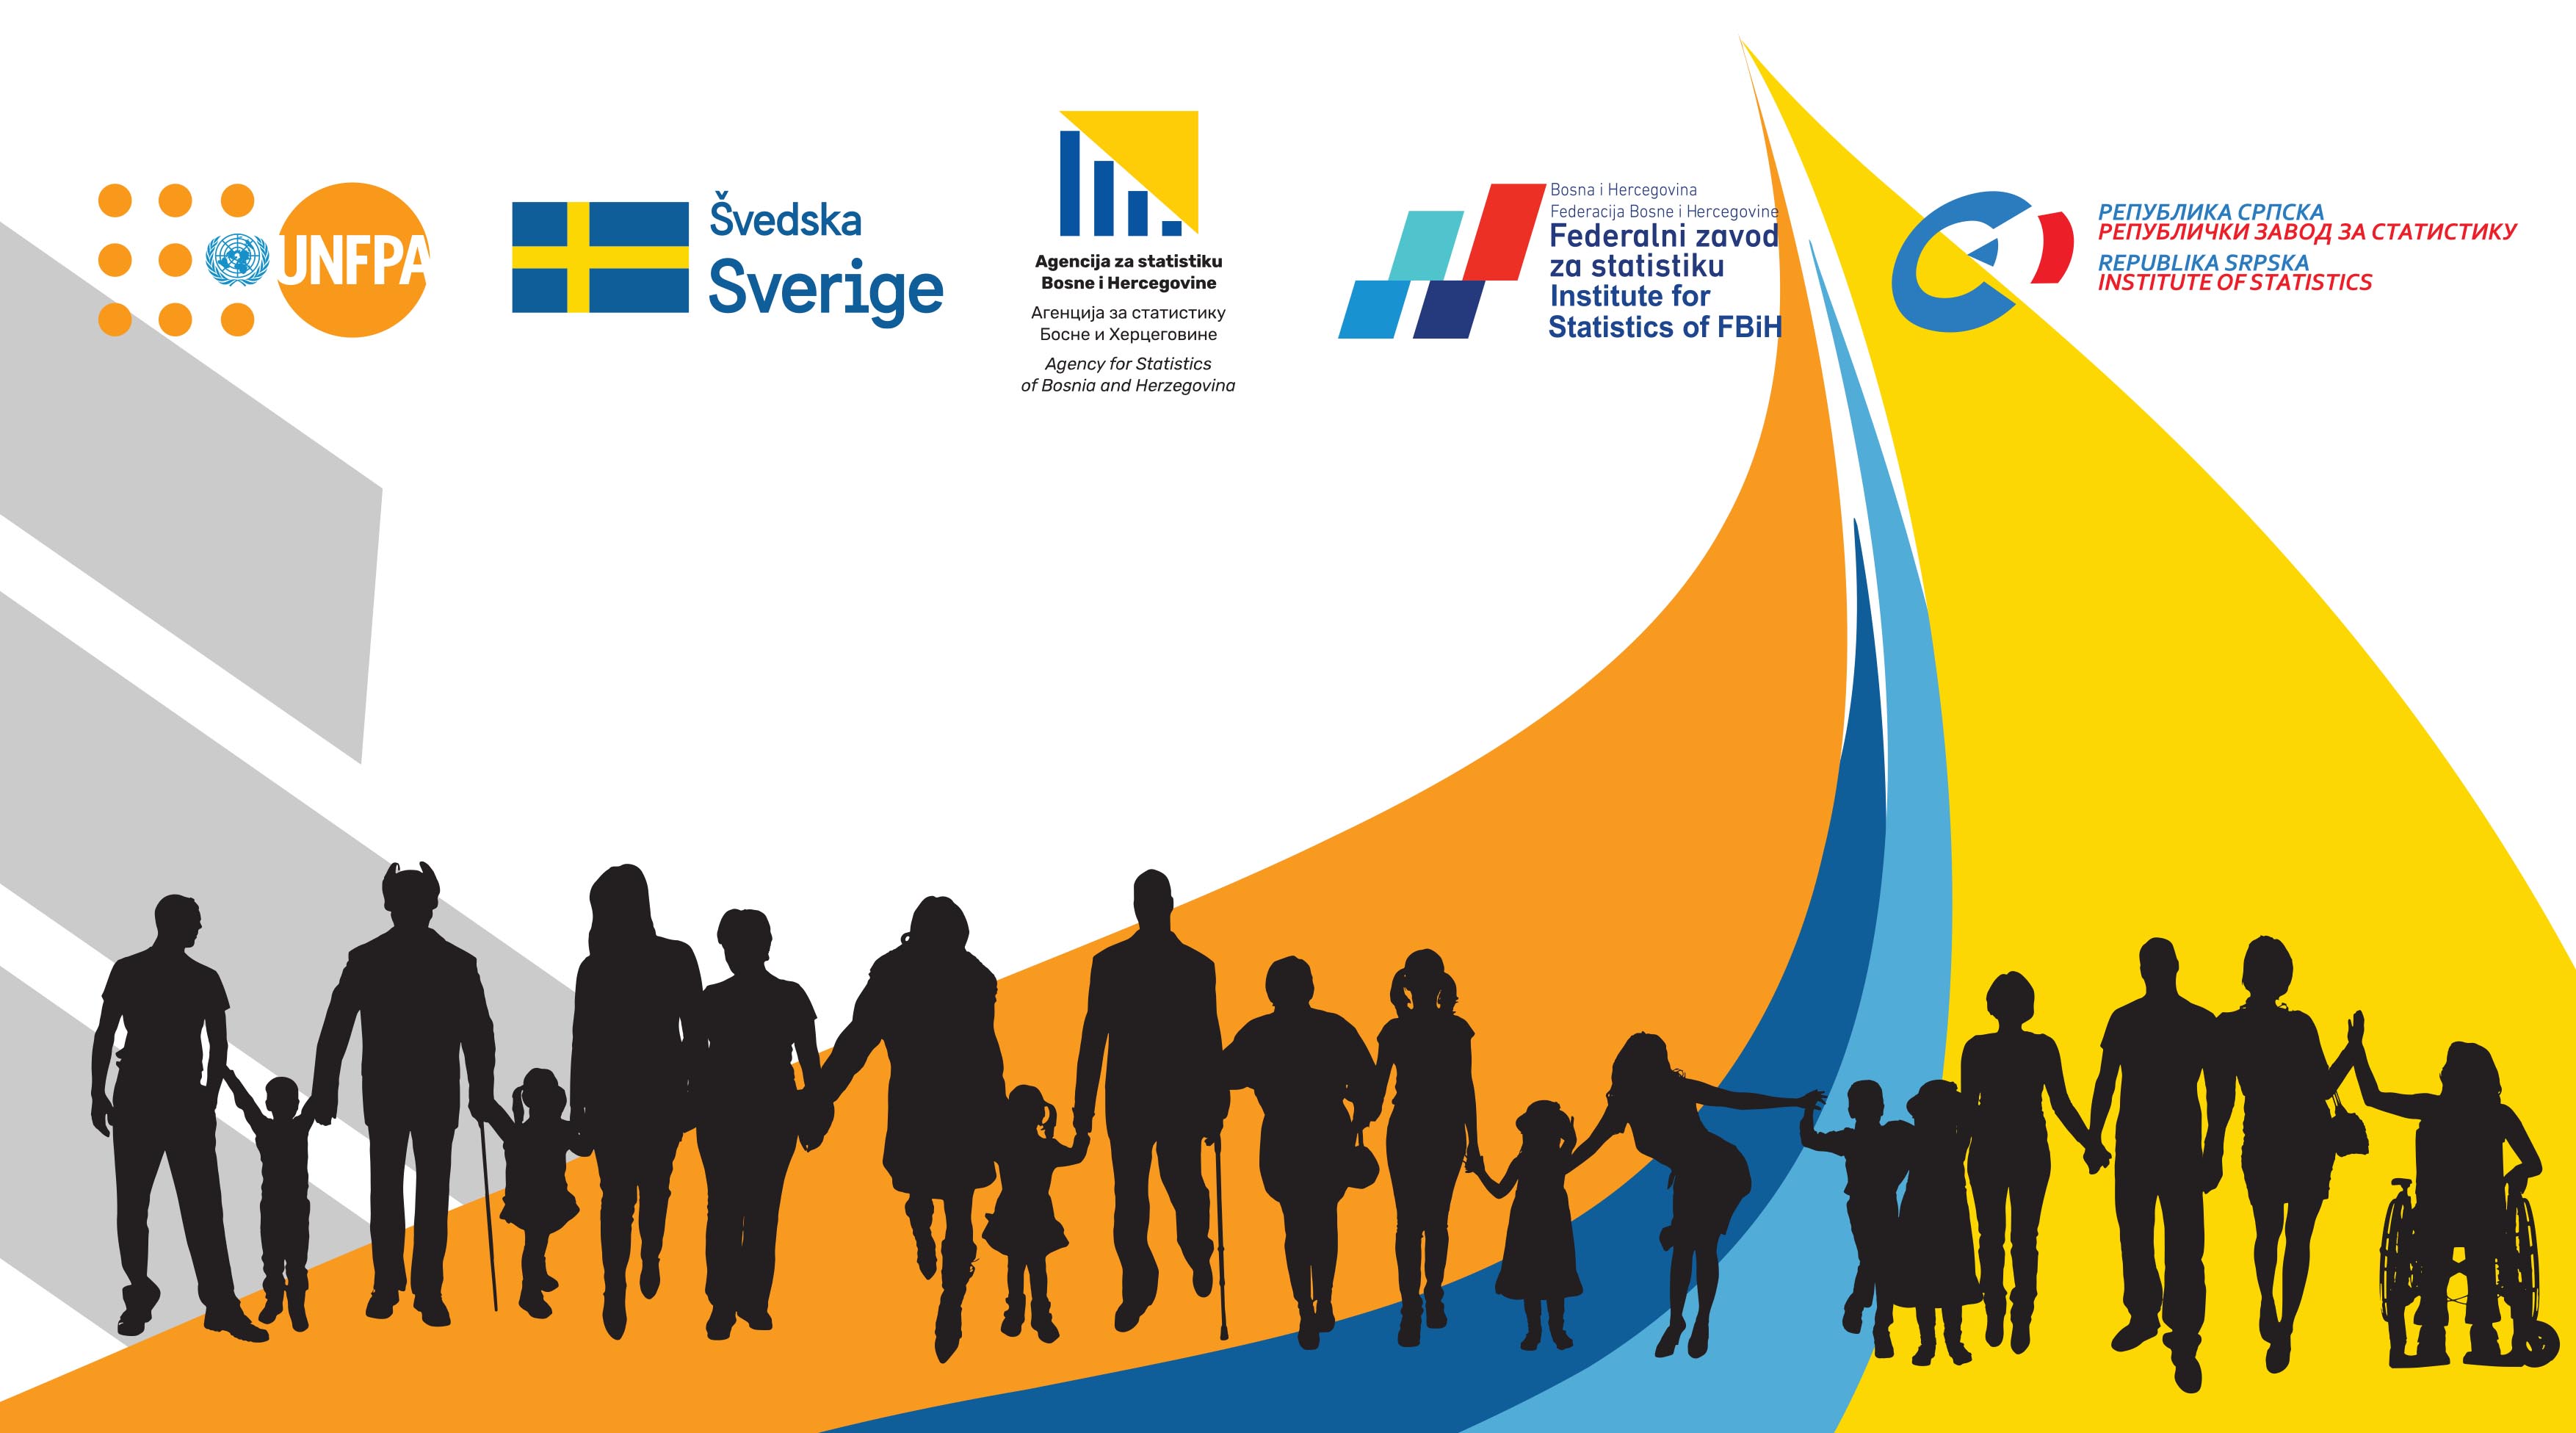 UNFPA
Švedska
Sverige
Agencija za statistiku
Bosne i Hercegovine
Агенција за статистику
Босне и Херцеговине
Agency for Statistics
of Bosnia and Herzegovina
Bosna i Hercegovina
Federacija Bosne i Hercegovine
Federalni zavod
za statistiku
Institute for
Statistics of FBiH
РЕПУБЛИКА СРПСКА
РЕПУБЛИЧКИ ЗАВОД ЗА СТАТИСТИКУ
REPUBLIKA SRPSKA
INSTITUTE OF STATISTICS